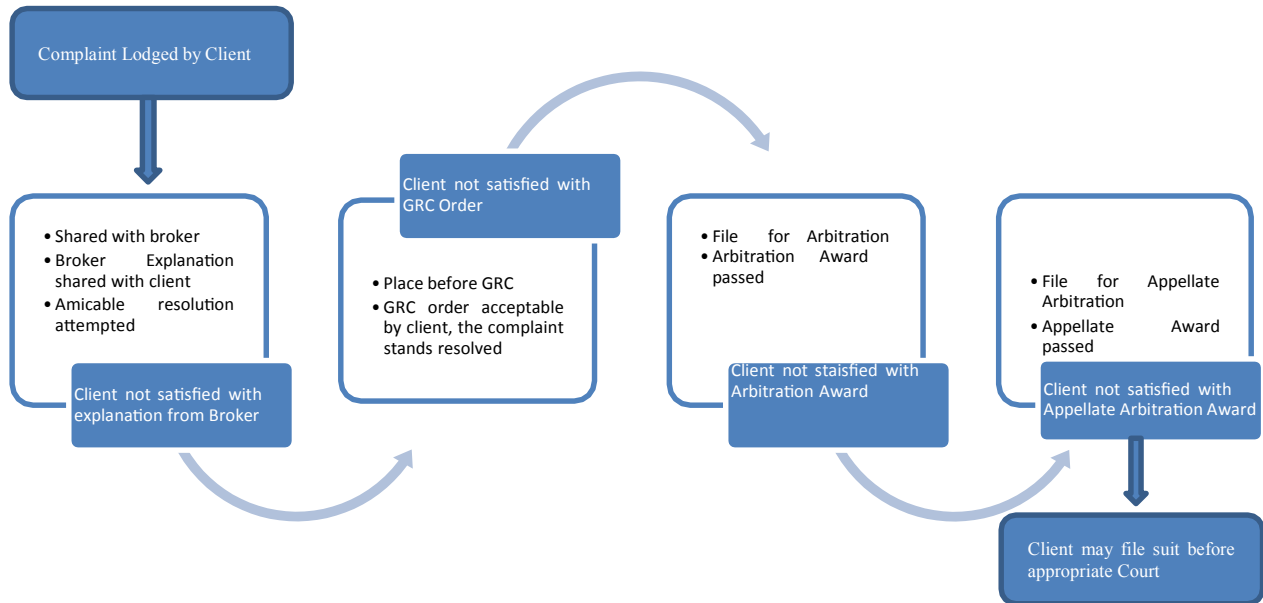 Complaint Lodged by Client
• Shared with broker
• Broker Explanation
shared with client
• Amicable resolution
attempted
Client not satisfied with
explanation from Broker
Client not satisfied with
GRC Order
• Place before GRC
• GRC order acceptable
by client, the complaint
stands resolved
• File for Arbitration
• Arbitration Award
passed
Client not staisfied with
Arbitration Award
• File for Appellate
Arbitration
• Appellate Award
passed
Client not satisfied with
Appellate Arbitration Award
Client may file suit before
appropriate Court